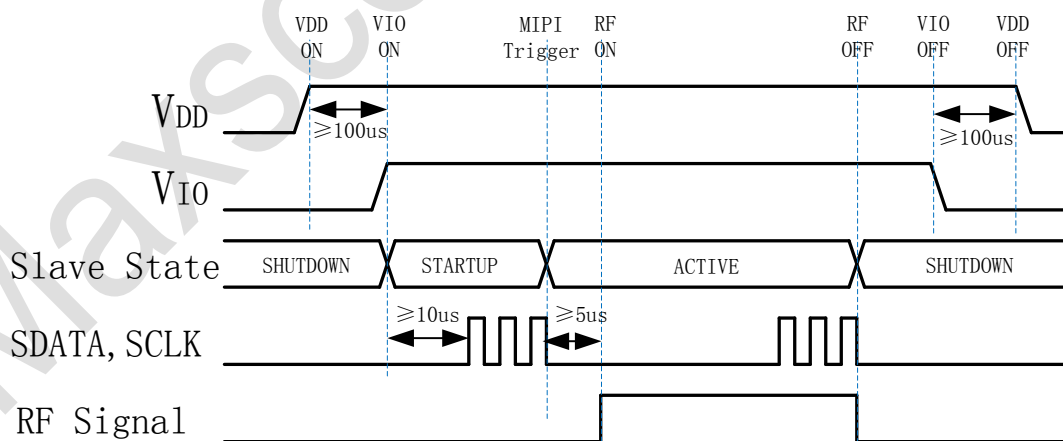 VDD VIO MIPI RF RF VIO VDD
ON ON Trigger ON OFF OFF OFF
VDD
≥100us ≥100us
VIO
Slave State SHUTDOWN STARTUP ACTIVE SHUTDOWN
≥10us ≥5us
SDATA, SCLK
RF Signal
Maxsc